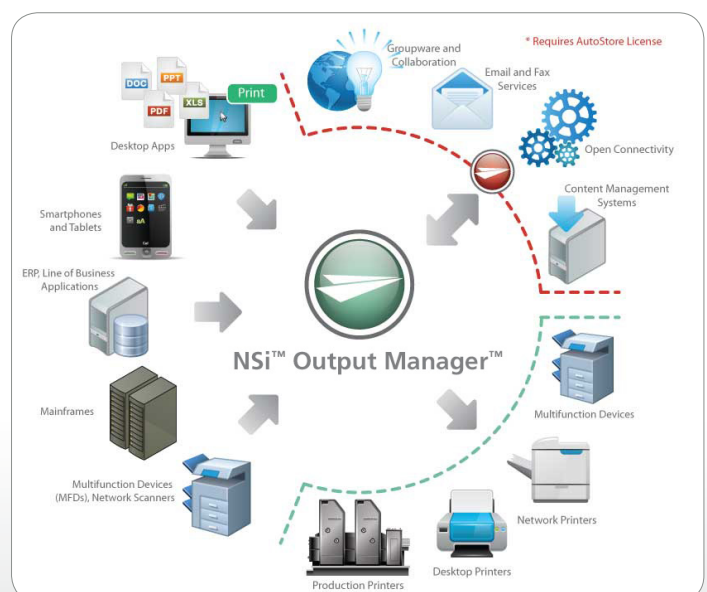 Groupware and
Collaboration
* Requires AutoStore License
Email and Fax
Services
DOC
PPT
PDF
XLS
Print
Desktop Apps
Open Connectivity
Content Management
Systems
Smartphones
and Tablets
ERP, Line of Business
Applications
NSi™ Output Manager™
Mainframes
Multifunction Devices
Multifunction Devices
(MFDs), Network Scanners
Network Printers
Desktop Printers
Production Printers